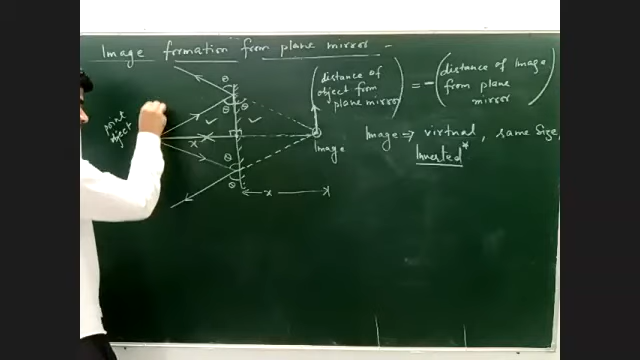 Image formation from plane mirror -
(distance of object from plane mirror) = - (distance of Image from plane mirror)
point object
θ
θ
θ
x
θ
θ
x
Image
Image ⇒ virtual, same size,
Inverted*